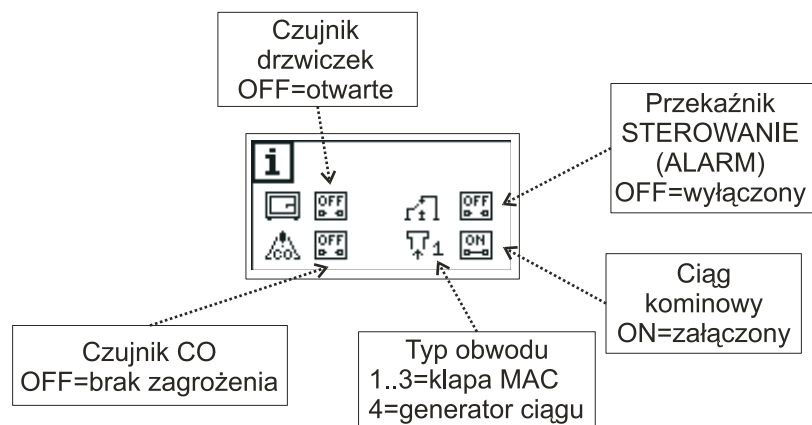 Czujnik
drzwiczek
OFF=otwarte
Przekaźnik
STEROWANIE
(ALARM)
OFF=wyłączony
i
OFF
OFF
CO
OFF
1
ON
Ciąg
kominowy
ON=załączony
Czujnik CO
OFF=brak zagrożenia
Typ obwodu
1..3=klapa MAC
4=generator ciągu